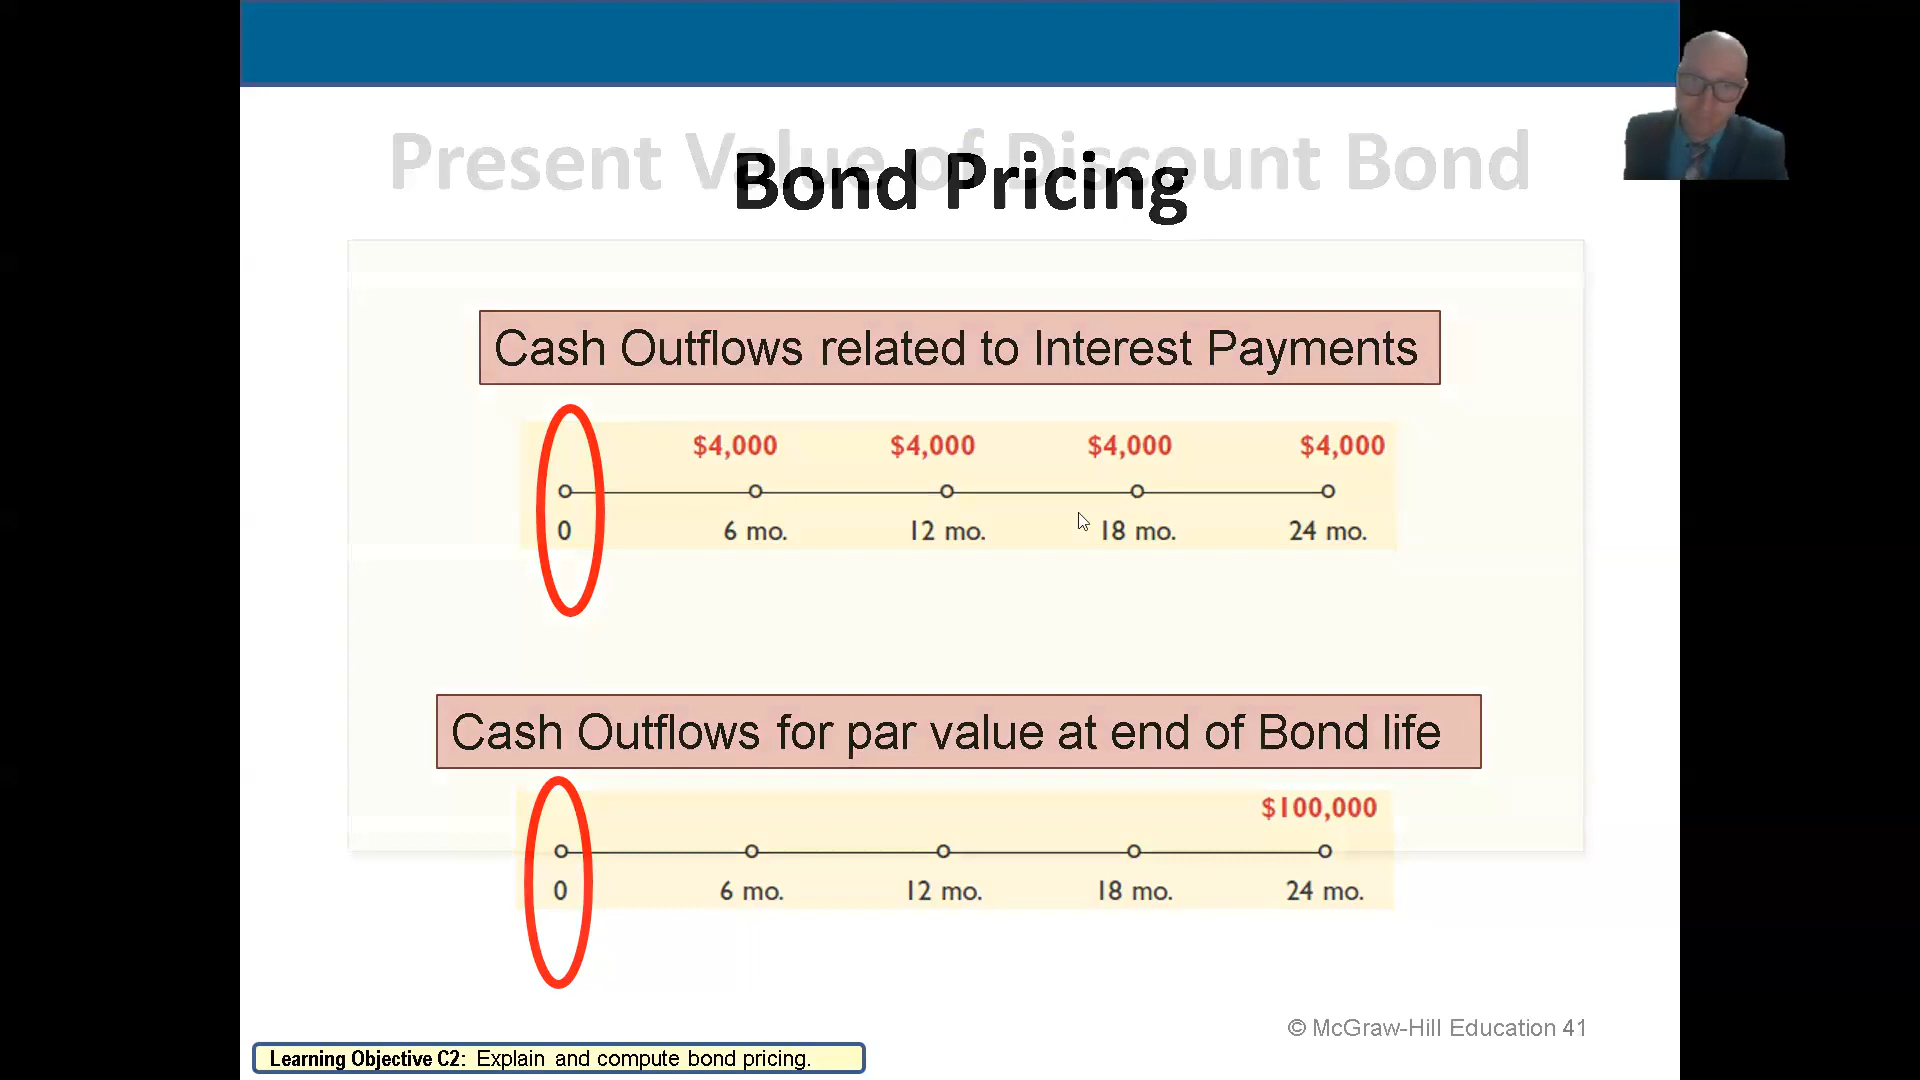 Present Value of Discount Bond
Bond Pricing
Cash Outflows related to Interest Payments
$4,000 $4,000 $4,000 $4,000
0 6 mo. 12 mo. 18 mo. 24 mo.
Cash Outflows for par value at end of Bond life
$100,000
0 6 mo. 12 mo. 18 mo. 24 mo.
© McGraw-Hill Education 41
Learning Objective C2: Explain and compute bond pricing.